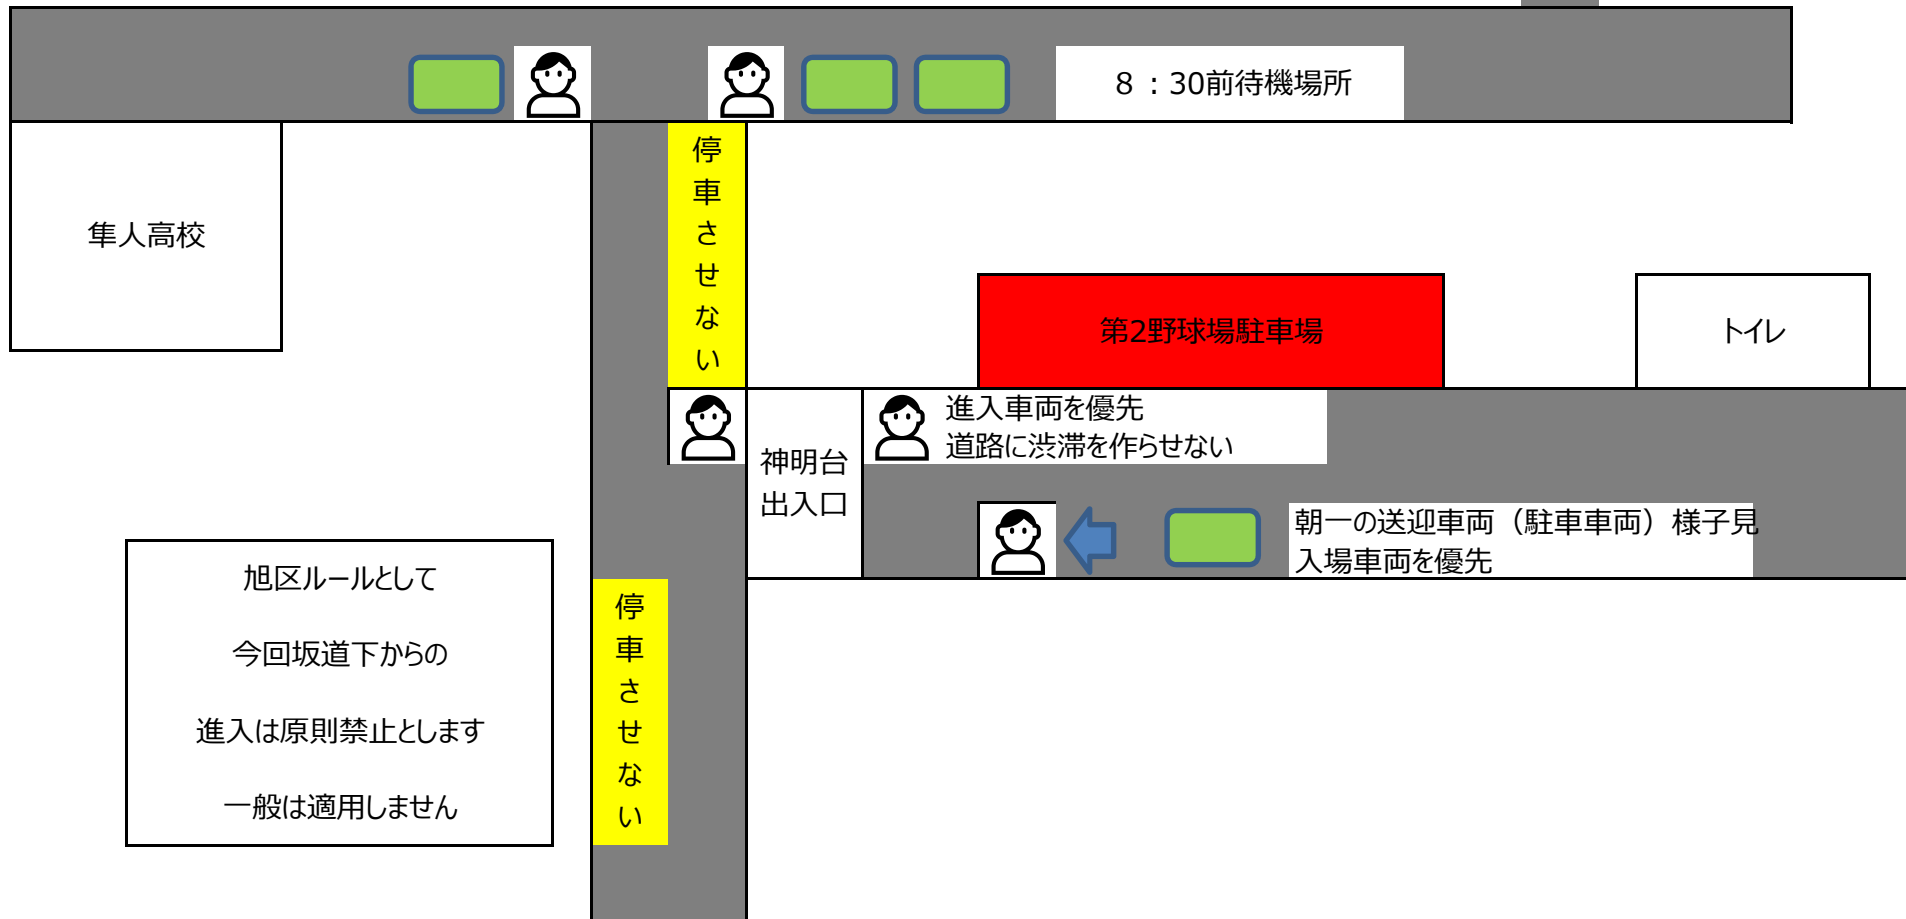 ８：30前待機場所
停車させない
隼人高校
第2野球場駐車場
トイレ
進入車両を優先
道路に渋滞を作らせない
神明台
出入口
朝一の送迎車両（駐車車両）様子見
入場車両を優先
旭区ルールとして
今回坂道下からの
進入は原則禁止とします
一般は適用しません
停車させない